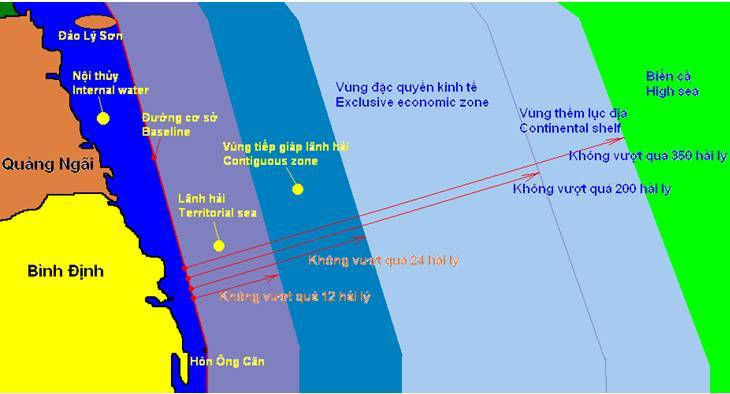 Đảo Lý Sơn
Nội thủy
Internal water
Đường cơ sở
Baseline
Quảng Ngãi
Lãnh hải
Territorial sea
Vùng tiếp giáp lãnh hải
Contiguous zone
Vùng đặc quyền kinh tế
Exclusive economic zone
Vùng thềm lục địa
Continental shelf
Biển cả
High sea
Không vượt quá 350 hải lý
Không vượt quá 200 hải lý
Không vượt quá 24 hải lý
Không vượt quá 12 hải lý
Bình Định
Hòn Ông Căn